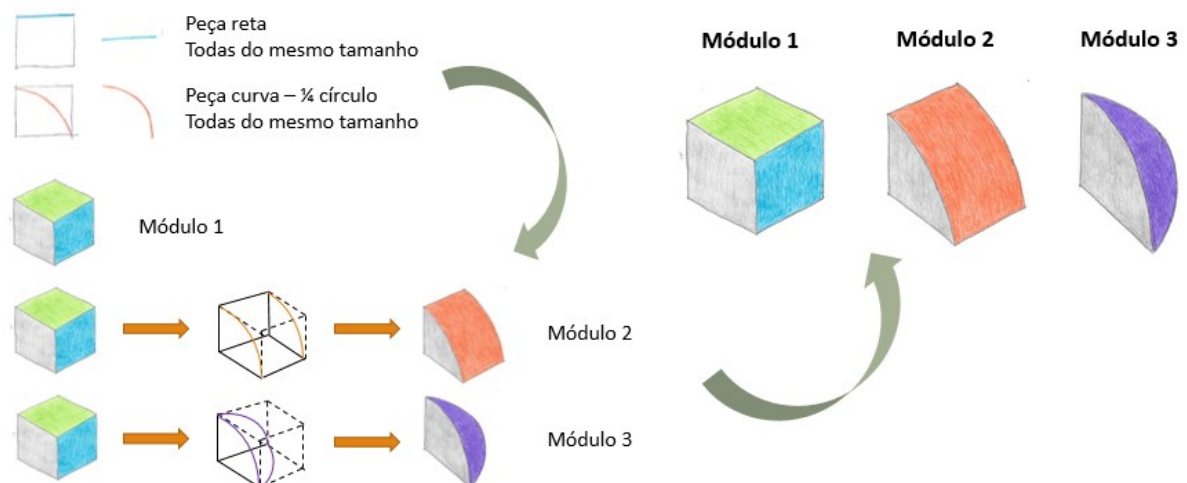 Peça reta
Todas do mesmo tamanho
Peça curva – ¼ círculo
Todas do mesmo tamanho
Módulo 1
Módulo 2
Módulo 3
Módulo 1
Módulo 2
Módulo 3